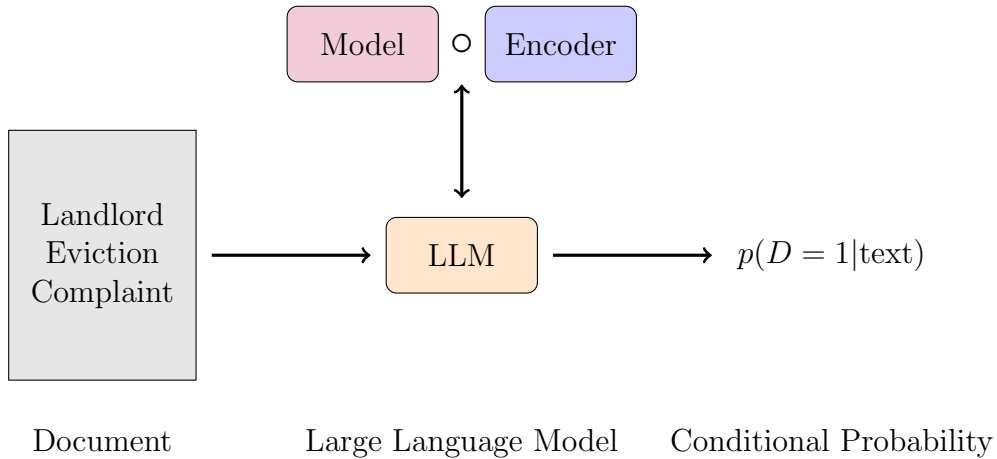 Model ○ Encoder
Landlord
Eviction
Complaint
LLM
p(D = 1|text)
Document
Large Language Model
Conditional Probability